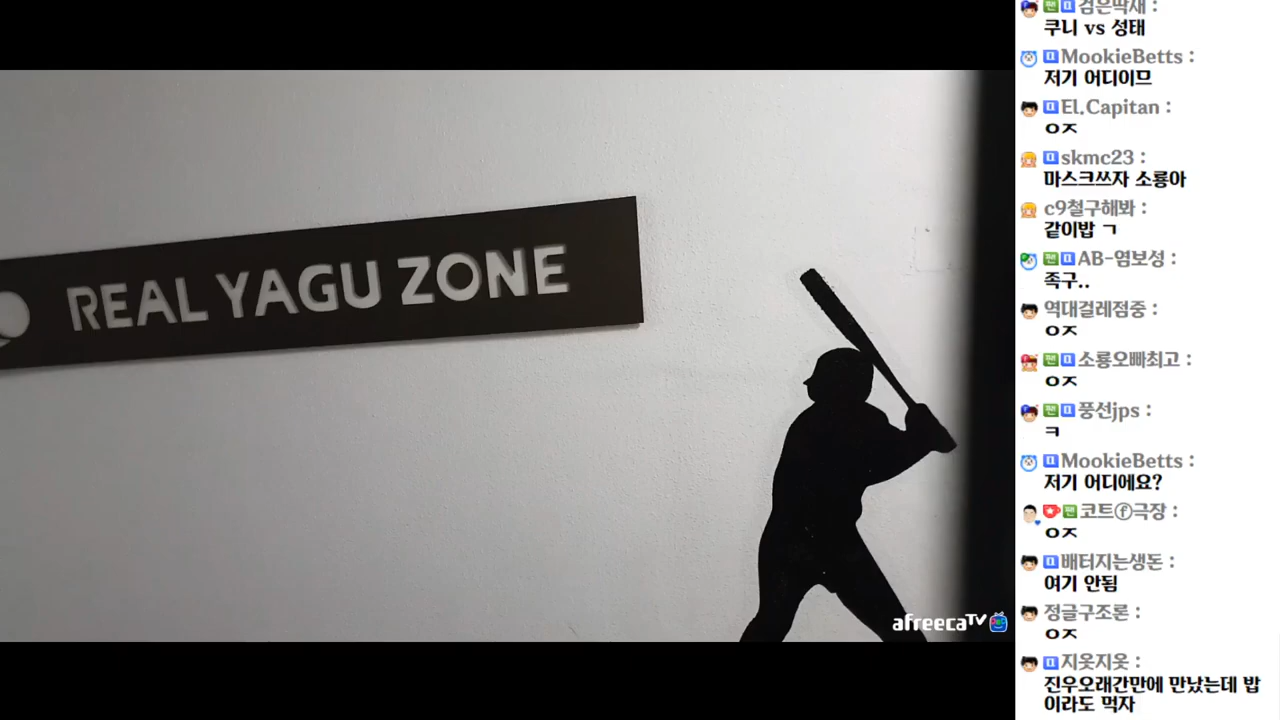 REAL YAGU ZONE
afreecaTV
검은딱새 :
쿠니 vs 성태
MookieBetts :
저기 어디이므
El.Capitan :
ㅇㅈ
skmc23 :
마스크쓰자 소룡아
c9철구해봐 :
같이밥 ㄱ
팬 AB-염보성 :
족구..
역대걸레점중 :
ㅇㅈ
팬 소룡오빠최고 :
ㅇㅈ
팬 풍선jps :
ㅋ
MookieBetts :
저기 어디에요?
팬 코트ⓕ극장 :
ㅇㅈ
배터지는생돈 :
여기 안됨
정글구조론 :
ㅇㅈ
지읏지읏 :
진우오래간만에 만났는데 밥
이라도 먹자